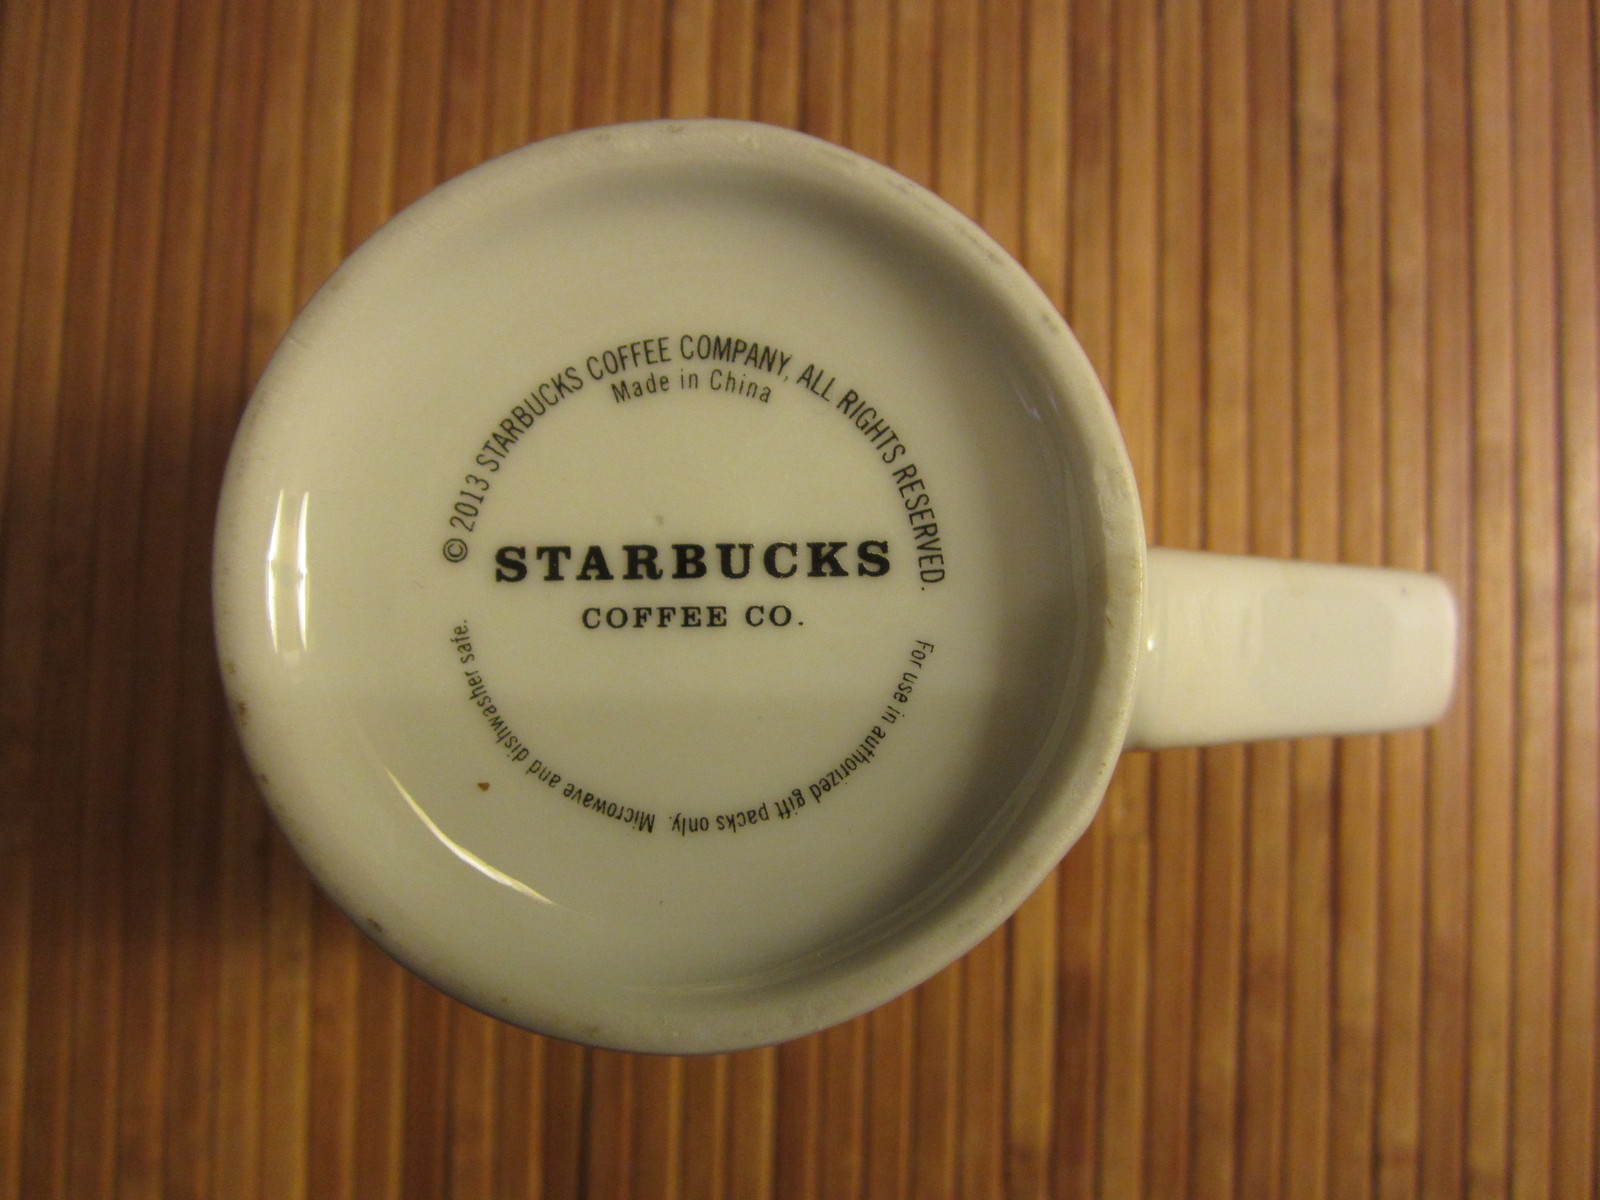 © 2013 STARBUCKS COFFEE COMPANY, ALL RIGHTS RESERVED.
Made in China
STARBUCKS
COFFEE CO.
For use in authorized gift packs only. Microwave and dishwasher safe.